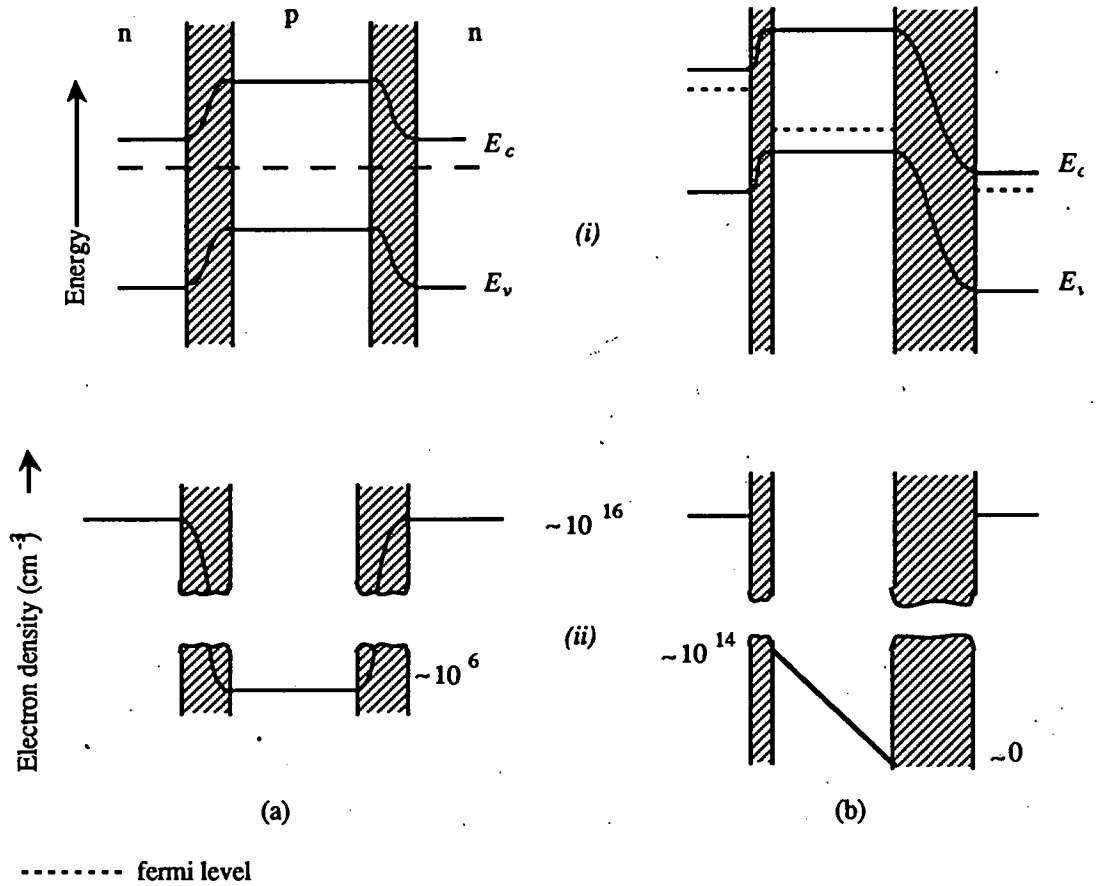 n
p
n
Energy
E_c
E_v
(i)
E_c
E_v
Electron density (cm^-3)
~10^16
(ii)
~10^6
~10^14
~0
(a)
(b)
fermi level